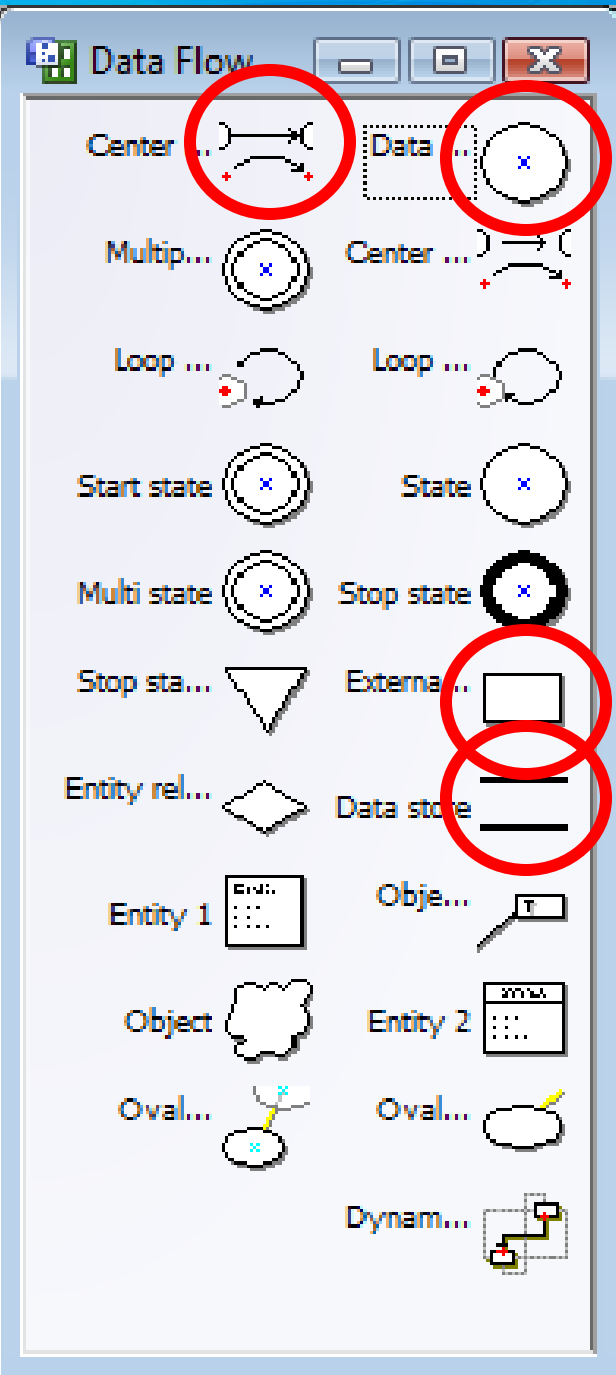 Data Flow
Center ... Data ...
Multip... Center ...
Loop ... Loop ...
Start state State
Multi state Stop state
Stop sta... Externa...
Entity rel... Data store
Entity 1 Obje...
T
Object Entity 2
Oval... Oval...
Dynam...